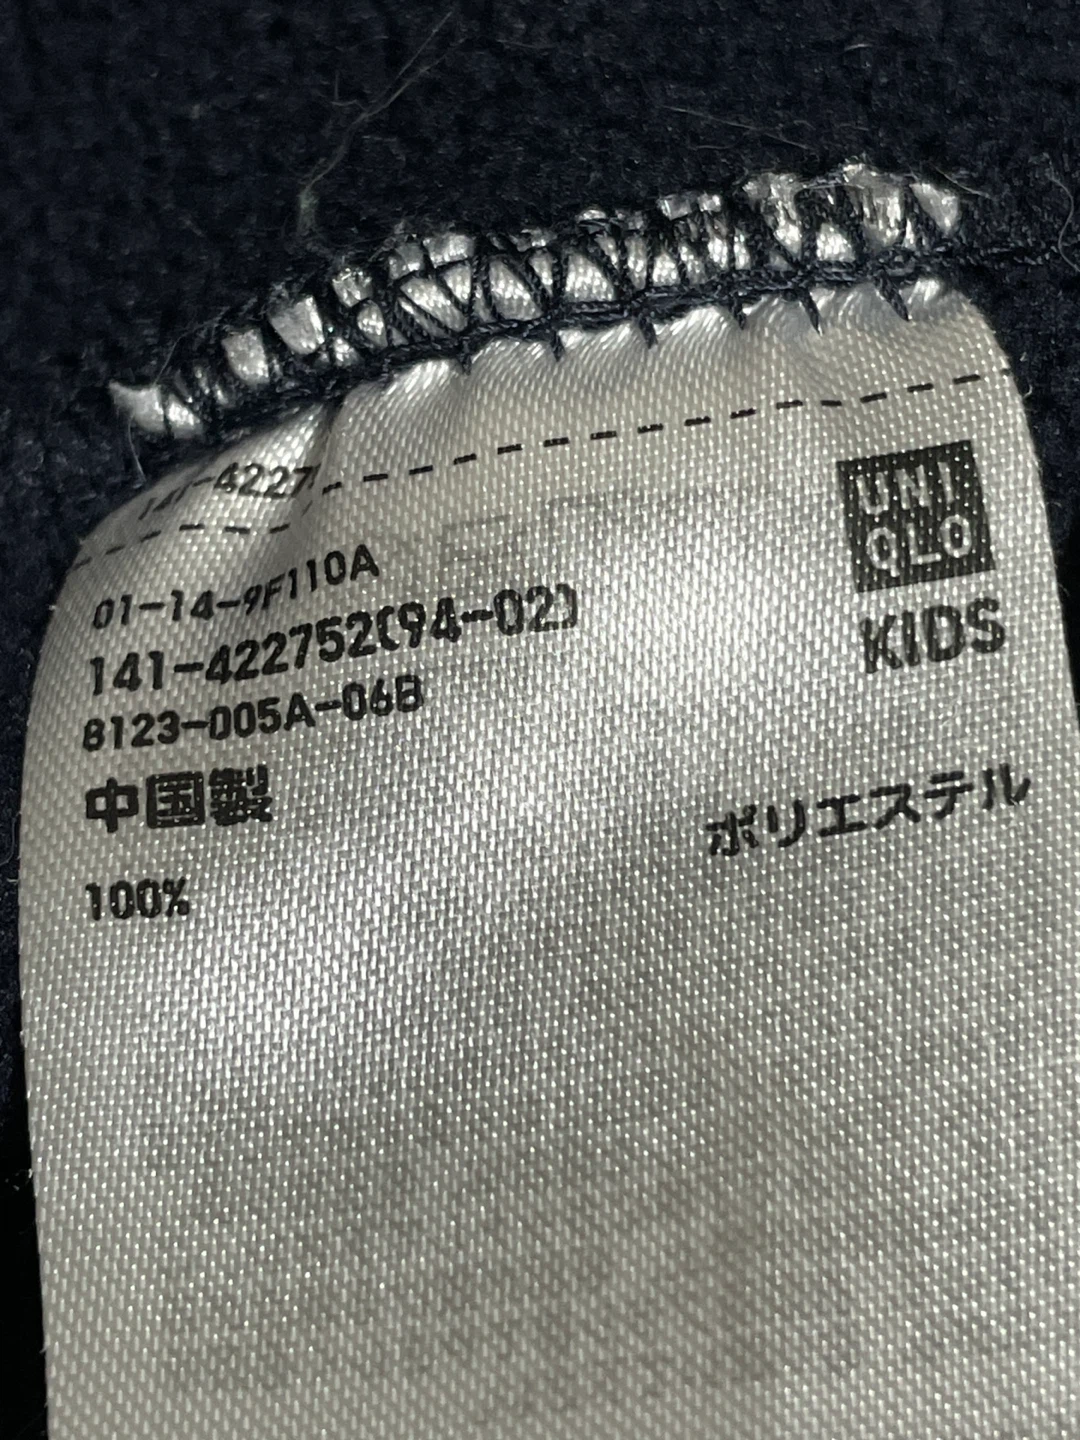 141-4227
UNI
QLO
KIDS
01-14-9F110A
141-422752(94-02)
8123-005A-06B
中国製
ポリエステル
100%